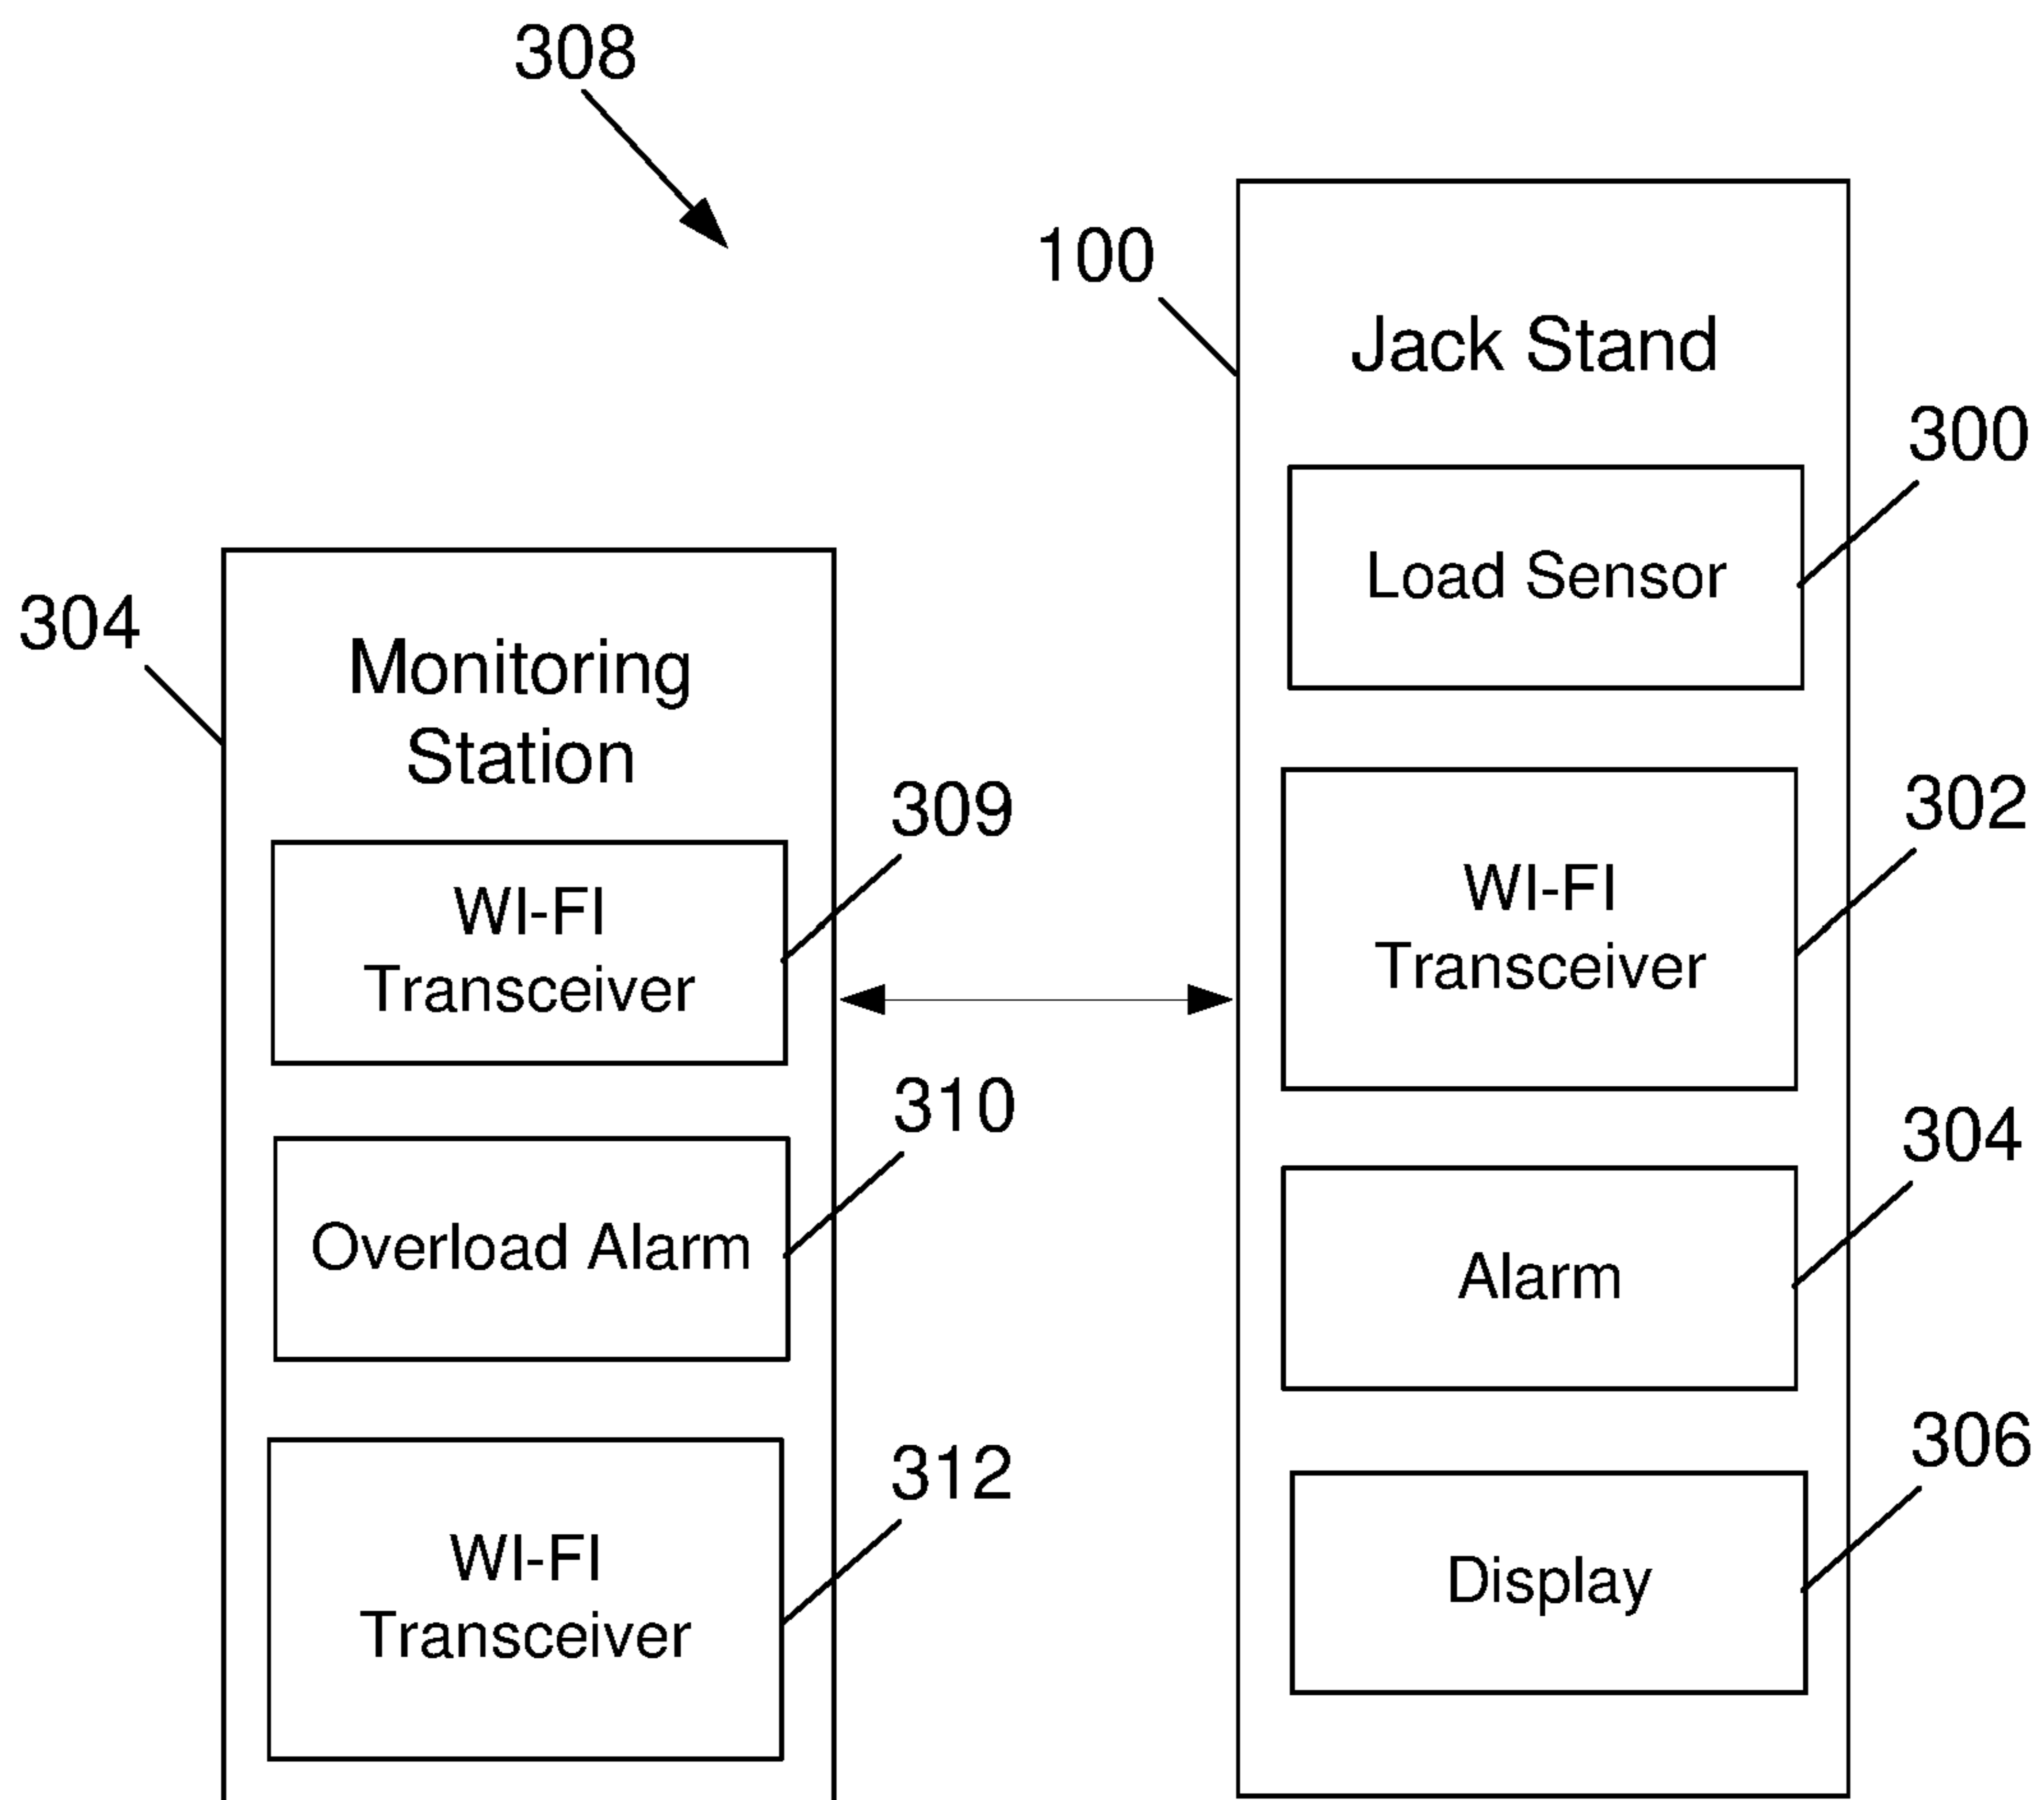 308
304
Monitoring
Station
309
WI-FI
Transceiver
310
Overload Alarm
312
WI-FI
Transceiver
100
Jack Stand
300
Load Sensor
302
WI-FI
Transceiver
304
Alarm
306
Display